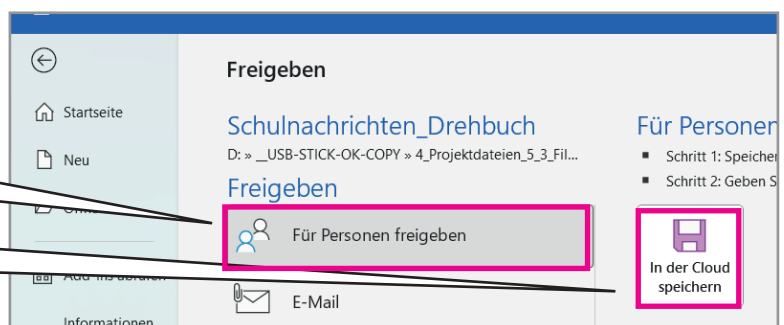 Freigeben
Startseite
Neu
Schulnachrichten_Drehbuch
D: » __USB-STICK-OK-COPY » 4_Projektdateien_5_3_Fil...
Freigeben
Für Personen freigeben
E-Mail
Informationen
Für Personen
Schritt 1: Speicher
Schritt 2: Geben S
In der Cloud
speichern